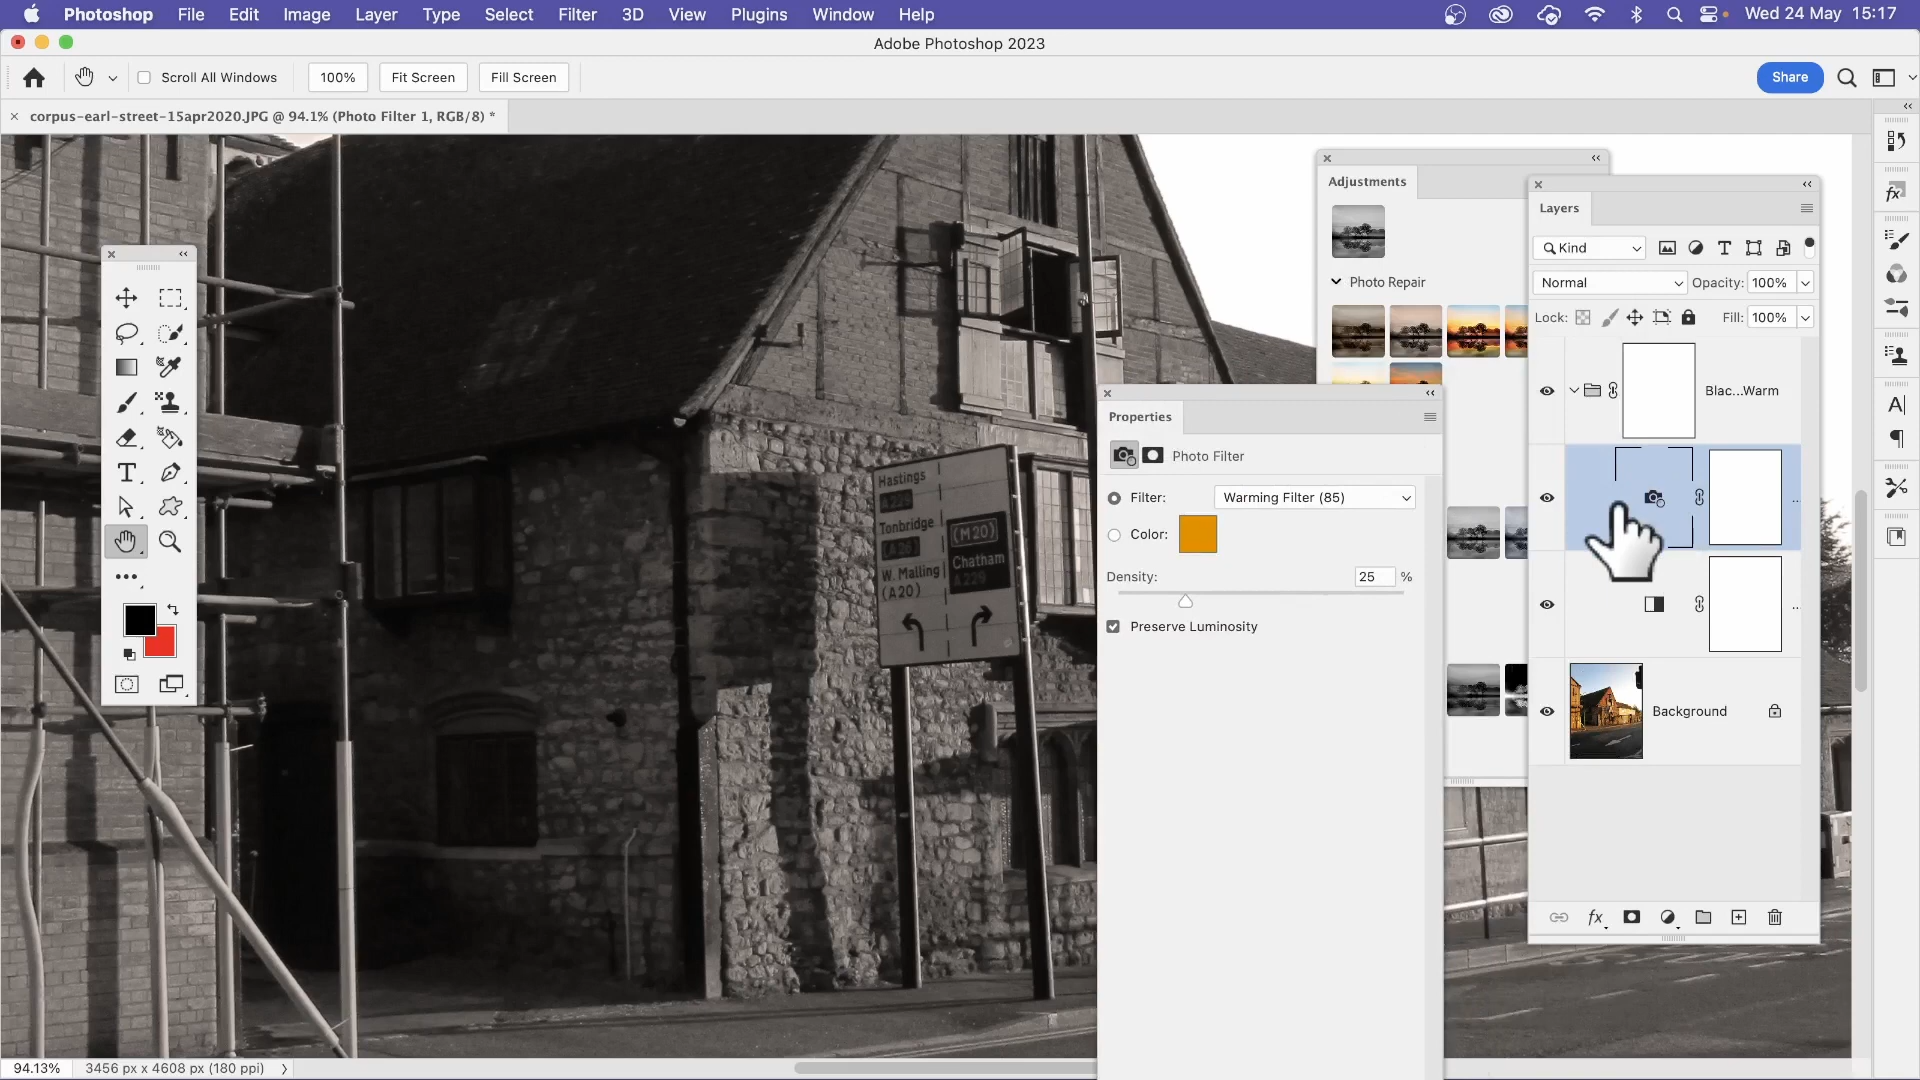 Photoshop File Edit Image Layer Type Select Filter 3D View Plugins Window Help Wed 24 May 15:17
Adobe Photoshop 2023
Scroll All Windows 100% Fit Screen Fill Screen Share
corpus-earl-street-15apr2020.JPG @ 94.1% (Photo Filter 1, RGB/8) *
Adjustments
Photo Repair
Layers
Kind
Normal Opacity: 100%
Lock: Fill: 100%
Blac...Warm
...
...
Background
Properties
Photo Filter
Filter: Warming Filter (85)
Color:
Density: 25 %
Preserve Luminosity
Hastings
A229
Tonbridge
(A26)
W. Malling
(A20)
(M20)
Chatham
A229
94.13% 3456 px x 4608 px (180 ppi)